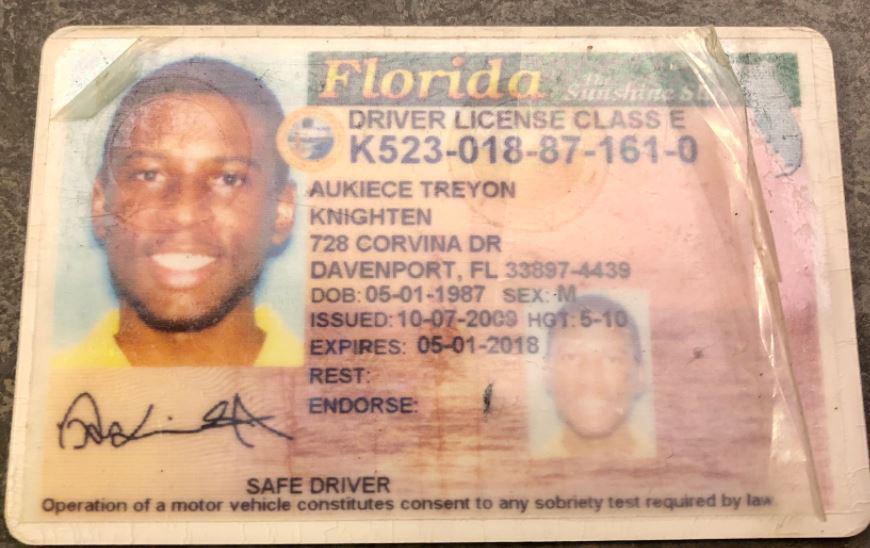 Florida
The
Sunshine
DRIVER LICENSE CLASS E
K523-018-87-161-0
AUKIECE TREYON
KNIGHTEN
728 CORVINA DR
DAVENPORT, FL 33897-4439
DOB: 05-01-1987 SEX: M
ISSUED: 10-07-2009 HGT: 5-10
EXPIRES: 05-01-2018
REST:
ENDORSE:
SAFE DRIVER
Operation of a motor vehicle constitutes consent to any sobriety test required by law.